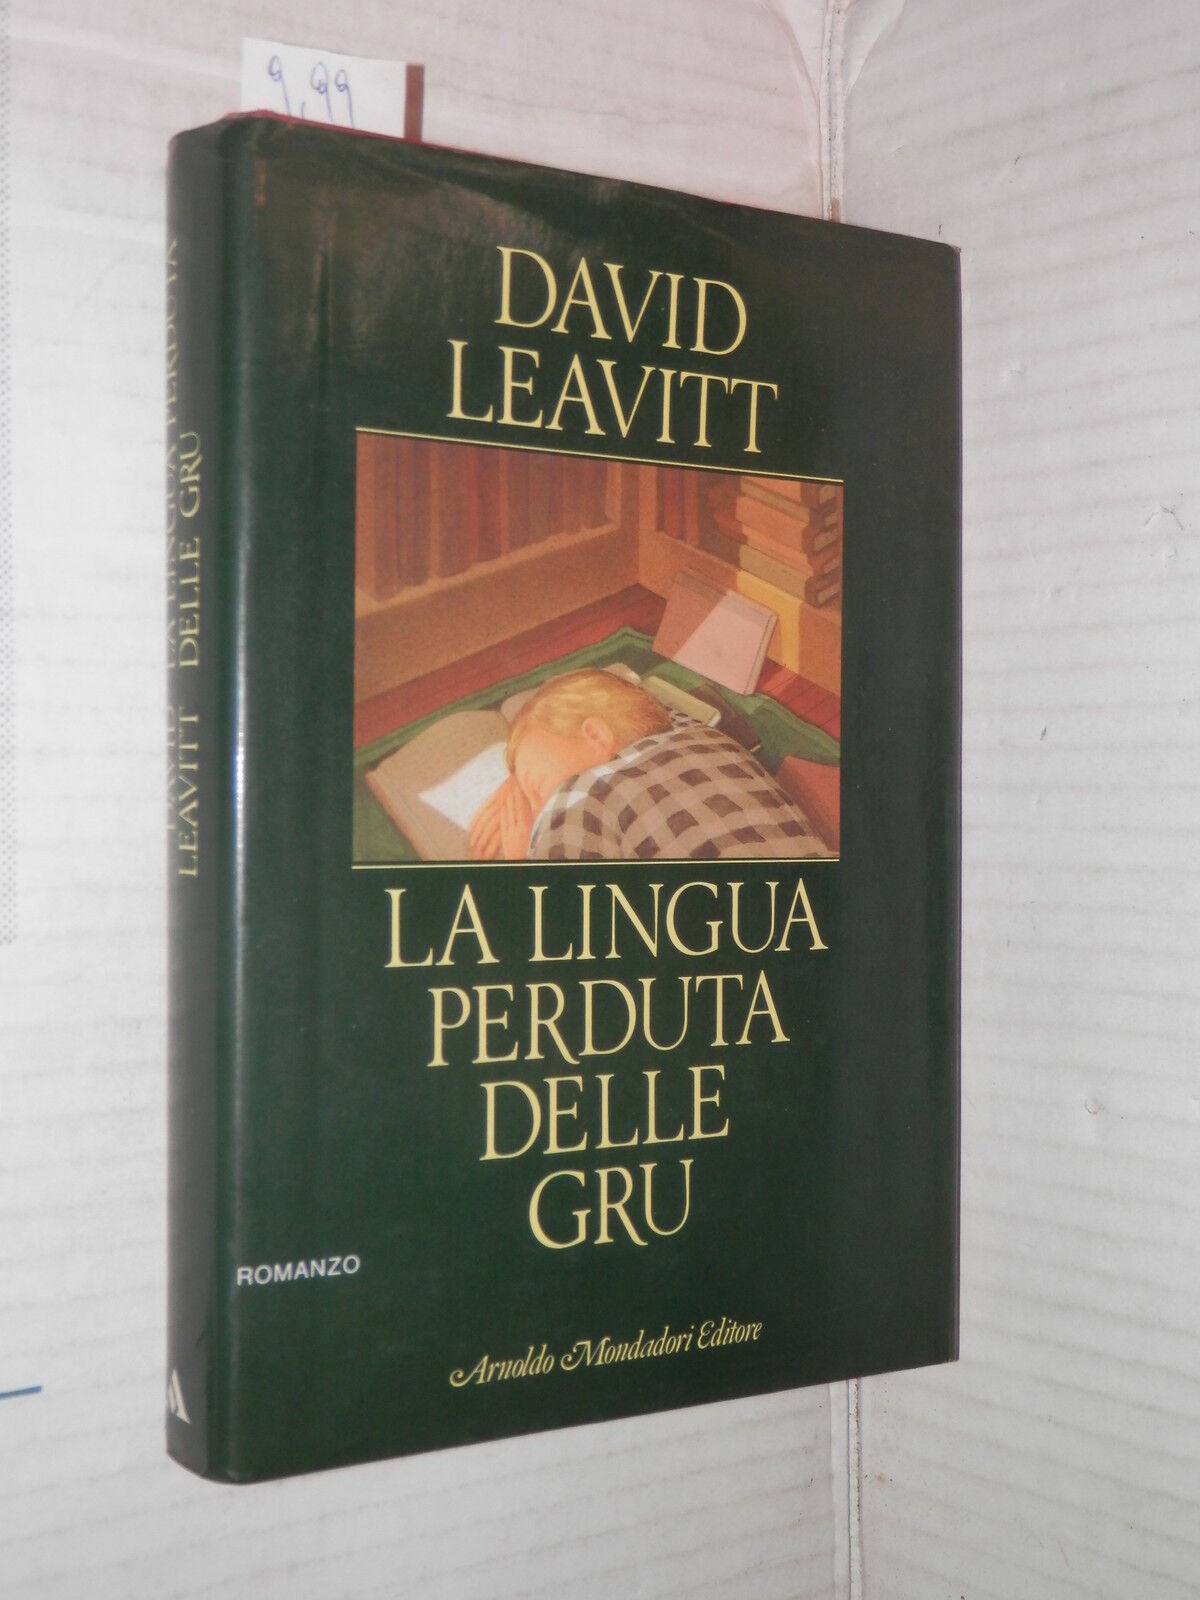 9,99
DAVID
LEAVITT
LA LINGUA
PERDUTA
DELLE
GRU
ROMANZO
Arnoldo Mondadori Editore
DAVID LA LINGUA PERDUTA
LEAVITT DELLE GRU